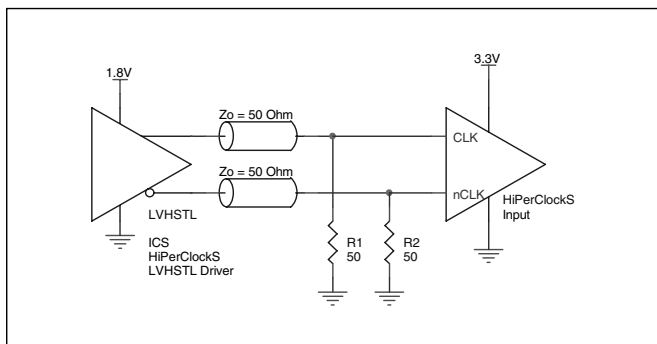 1.8V
3.3V
Zo = 50 Ohm
CLK
Zo = 50 Ohm
nCLK
HiPerClockS
Input
LVHSTL
ICS
HiPerClockS
LVHSTL Driver
R1
50
R2
50